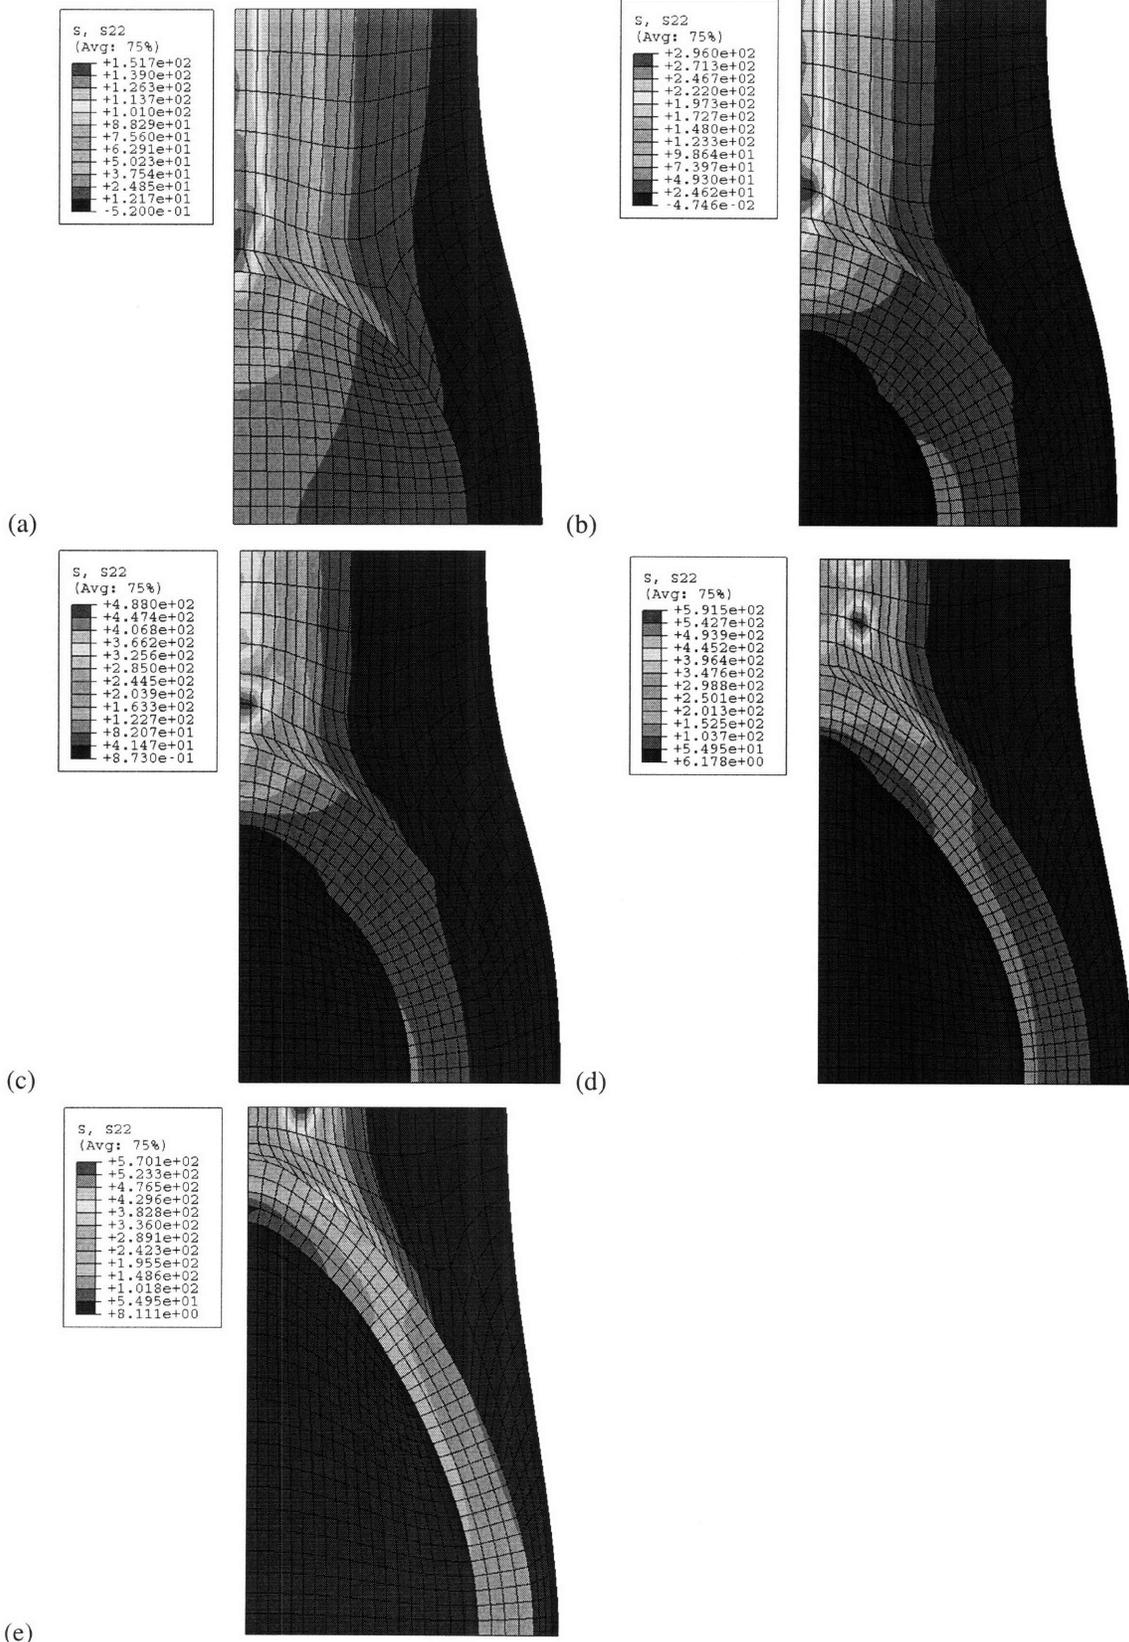 S, S22
(Avg: 75%)
+1.517e+02
+1.390e+02
+1.263e+02
+1.137e+02
+1.010e+02
+8.829e+01
+7.560e+01
+6.291e+01
+5.023e+01
+3.754e+01
+2.485e+01
+1.217e+01
-5.200e-01
(a)
S, S22
(Avg: 75%)
+2.960e+02
+2.713e+02
+2.467e+02
+2.220e+02
+1.973e+02
+1.727e+02
+1.480e+02
+1.233e+02
+9.864e+01
+7.397e+01
+4.930e+01
+2.462e+01
-4.746e-02
(b)
S, S22
(Avg: 75%)
+4.880e+02
+4.474e+02
+4.068e+02
+3.662e+02
+3.256e+02
+2.850e+02
+2.445e+02
+2.039e+02
+1.633e+02
+1.227e+02
+8.207e+01
+4.147e+01
+8.730e-01
(c)
S, S22
(Avg: 75%)
+5.915e+02
+5.427e+02
+4.939e+02
+4.452e+02
+3.964e+02
+3.476e+02
+2.988e+02
+2.501e+02
+2.013e+02
+1.525e+02
+1.037e+02
+5.495e+01
+6.178e+00
(d)
S, S22
(Avg: 75%)
+5.701e+02
+5.233e+02
+4.765e+02
+4.296e+02
+3.828e+02
+3.360e+02
+2.891e+02
+2.423e+02
+1.955e+02
+1.486e+02
+1.018e+02
+5.495e+01
+8.111e+00
(e)